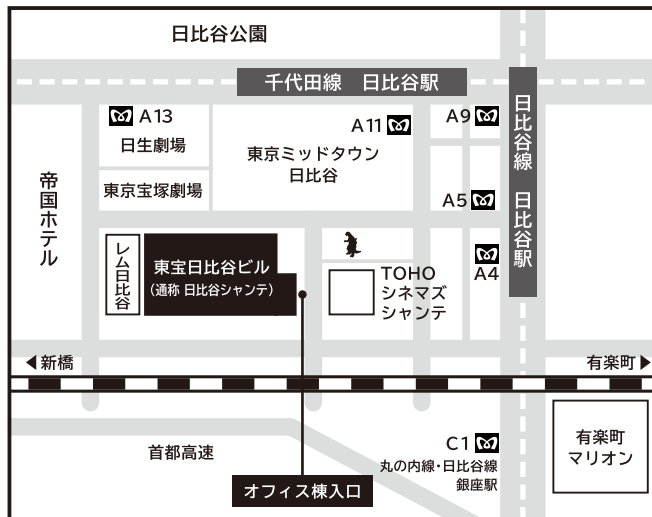 日比谷公園
千代田線　日比谷駅
日比谷線　日比谷駅
A13
日生劇場
東京宝塚劇場
A11
東京ミッドタウン
日比谷
A9
A5
A4
帝国ホテル
レム日比谷
東宝日比谷ビル
（通称 日比谷シャンテ）
TOHO
シネマズ
シャンテ
新橋
有楽町
首都高速
オフィス棟入口
C1
丸の内線・日比谷線
銀座駅
有楽町
マリオン